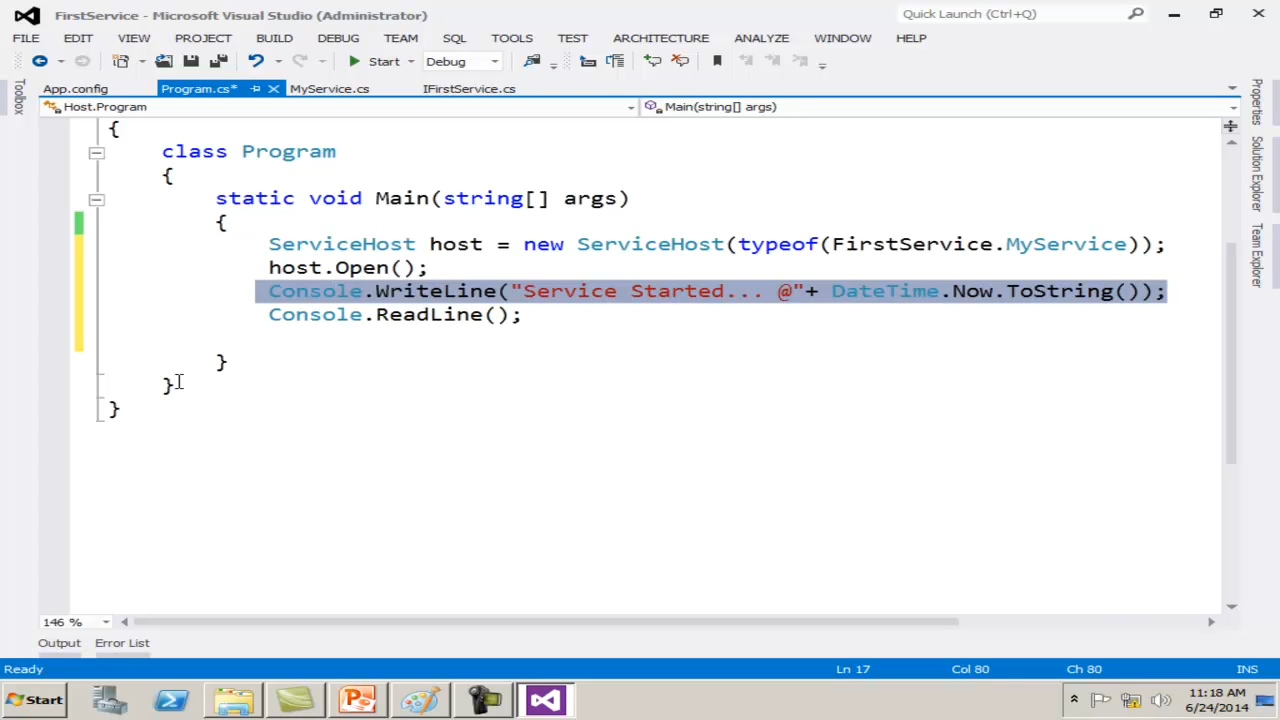 FirstService - Microsoft Visual Studio (Administrator)
Quick Launch (Ctrl+Q)
FILE EDIT VIEW PROJECT BUILD DEBUG TEAM SQL TOOLS TEST ARCHITECTURE ANALYZE WINDOW HELP
Start Debug
App.config Program.cs* MyService.cs IFirstService.cs
Host.Program Main(string[] args)
Toolbox
{
class Program
{
static void Main(string[] args)
{
ServiceHost host = new ServiceHost(typeof(FirstService.MyService));
host.Open();
Console.WriteLine("Service Started... @"+ DateTime.Now.ToString());
Console.ReadLine();
}
}
}
Properties
Solution Explorer
Team Explorer
146 %
Output Error List
Ready Ln 17 Col 80 Ch 80 INS
Start
11:18 AM
6/24/2014